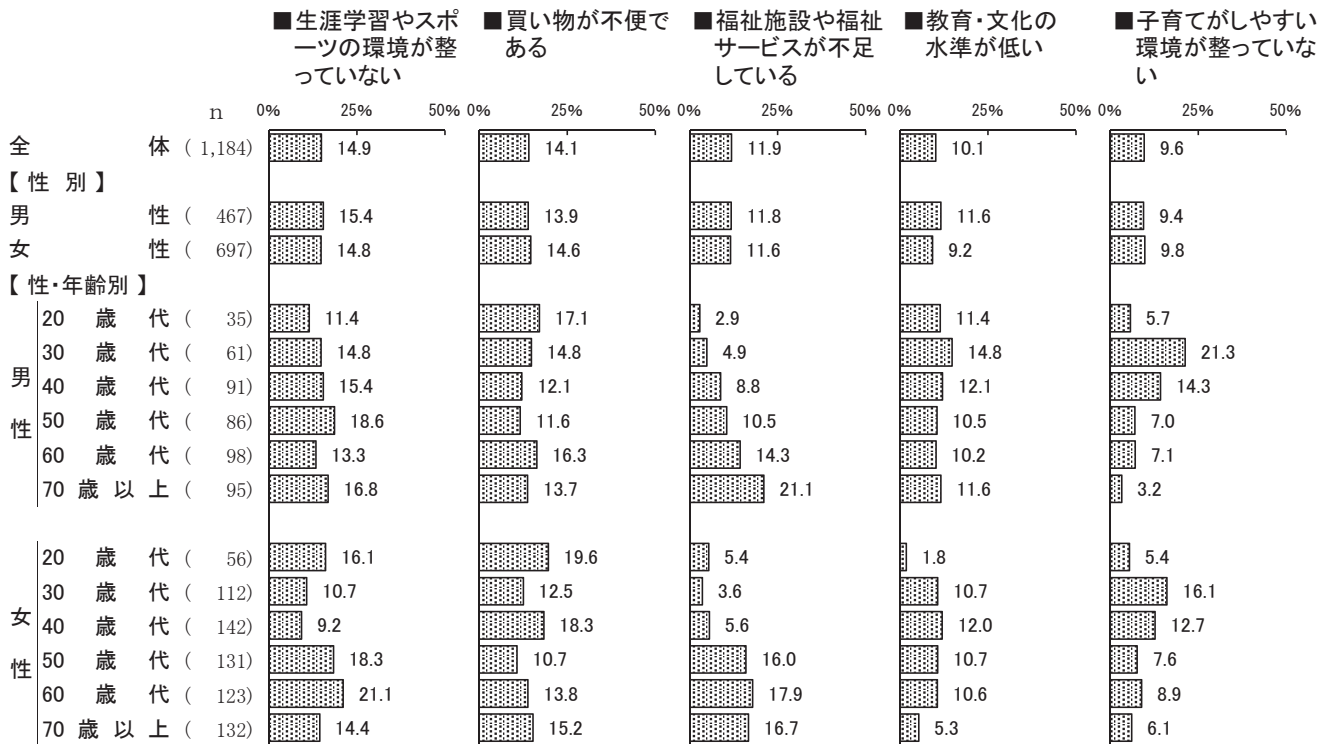 ■生涯学習やスポ ■買い物が不便で ■福祉施設や福祉 ■教育・文化の ■子育てがしやすい
ーツの環境が整 ある サービスが不足 水準が低い 環境が整っていな
っていない している い
n 0% 25% 50% 0% 25% 50% 0% 25% 50% 0% 25% 50% 0% 25% 50%
全体 ( 1,184) 14.9 14.1 11.9 10.1 9.6
【 性 別 】
男性 ( 467) 15.4 13.9 11.8 11.6 9.4
女性 ( 697) 14.8 14.6 11.6 9.2 9.8
【 性・年齢別 】
男性
20 歳 代 ( 35) 11.4 17.1 2.9 11.4 5.7
30 歳 代 ( 61) 14.8 14.8 4.9 14.8 21.3
40 歳 代 ( 91) 15.4 12.1 8.8 12.1 14.3
50 歳 代 ( 86) 18.6 11.6 10.5 10.5 7.0
60 歳 代 ( 98) 13.3 16.3 14.3 10.2 7.1
70 歳 以 上 ( 95) 16.8 13.7 21.1 11.6 3.2
女性
20 歳 代 ( 56) 16.1 19.6 5.4 1.8 5.4
30 歳 代 ( 112) 10.7 12.5 3.6 10.7 16.1
40 歳 代 ( 142) 9.2 18.3 5.6 12.0 12.7
50 歳 代 ( 131) 18.3 10.7 16.0 10.7 7.6
60 歳 代 ( 123) 21.1 13.8 17.9 10.6 8.9
70 歳 以 上 ( 132) 14.4 15.2 16.7 5.3 6.1